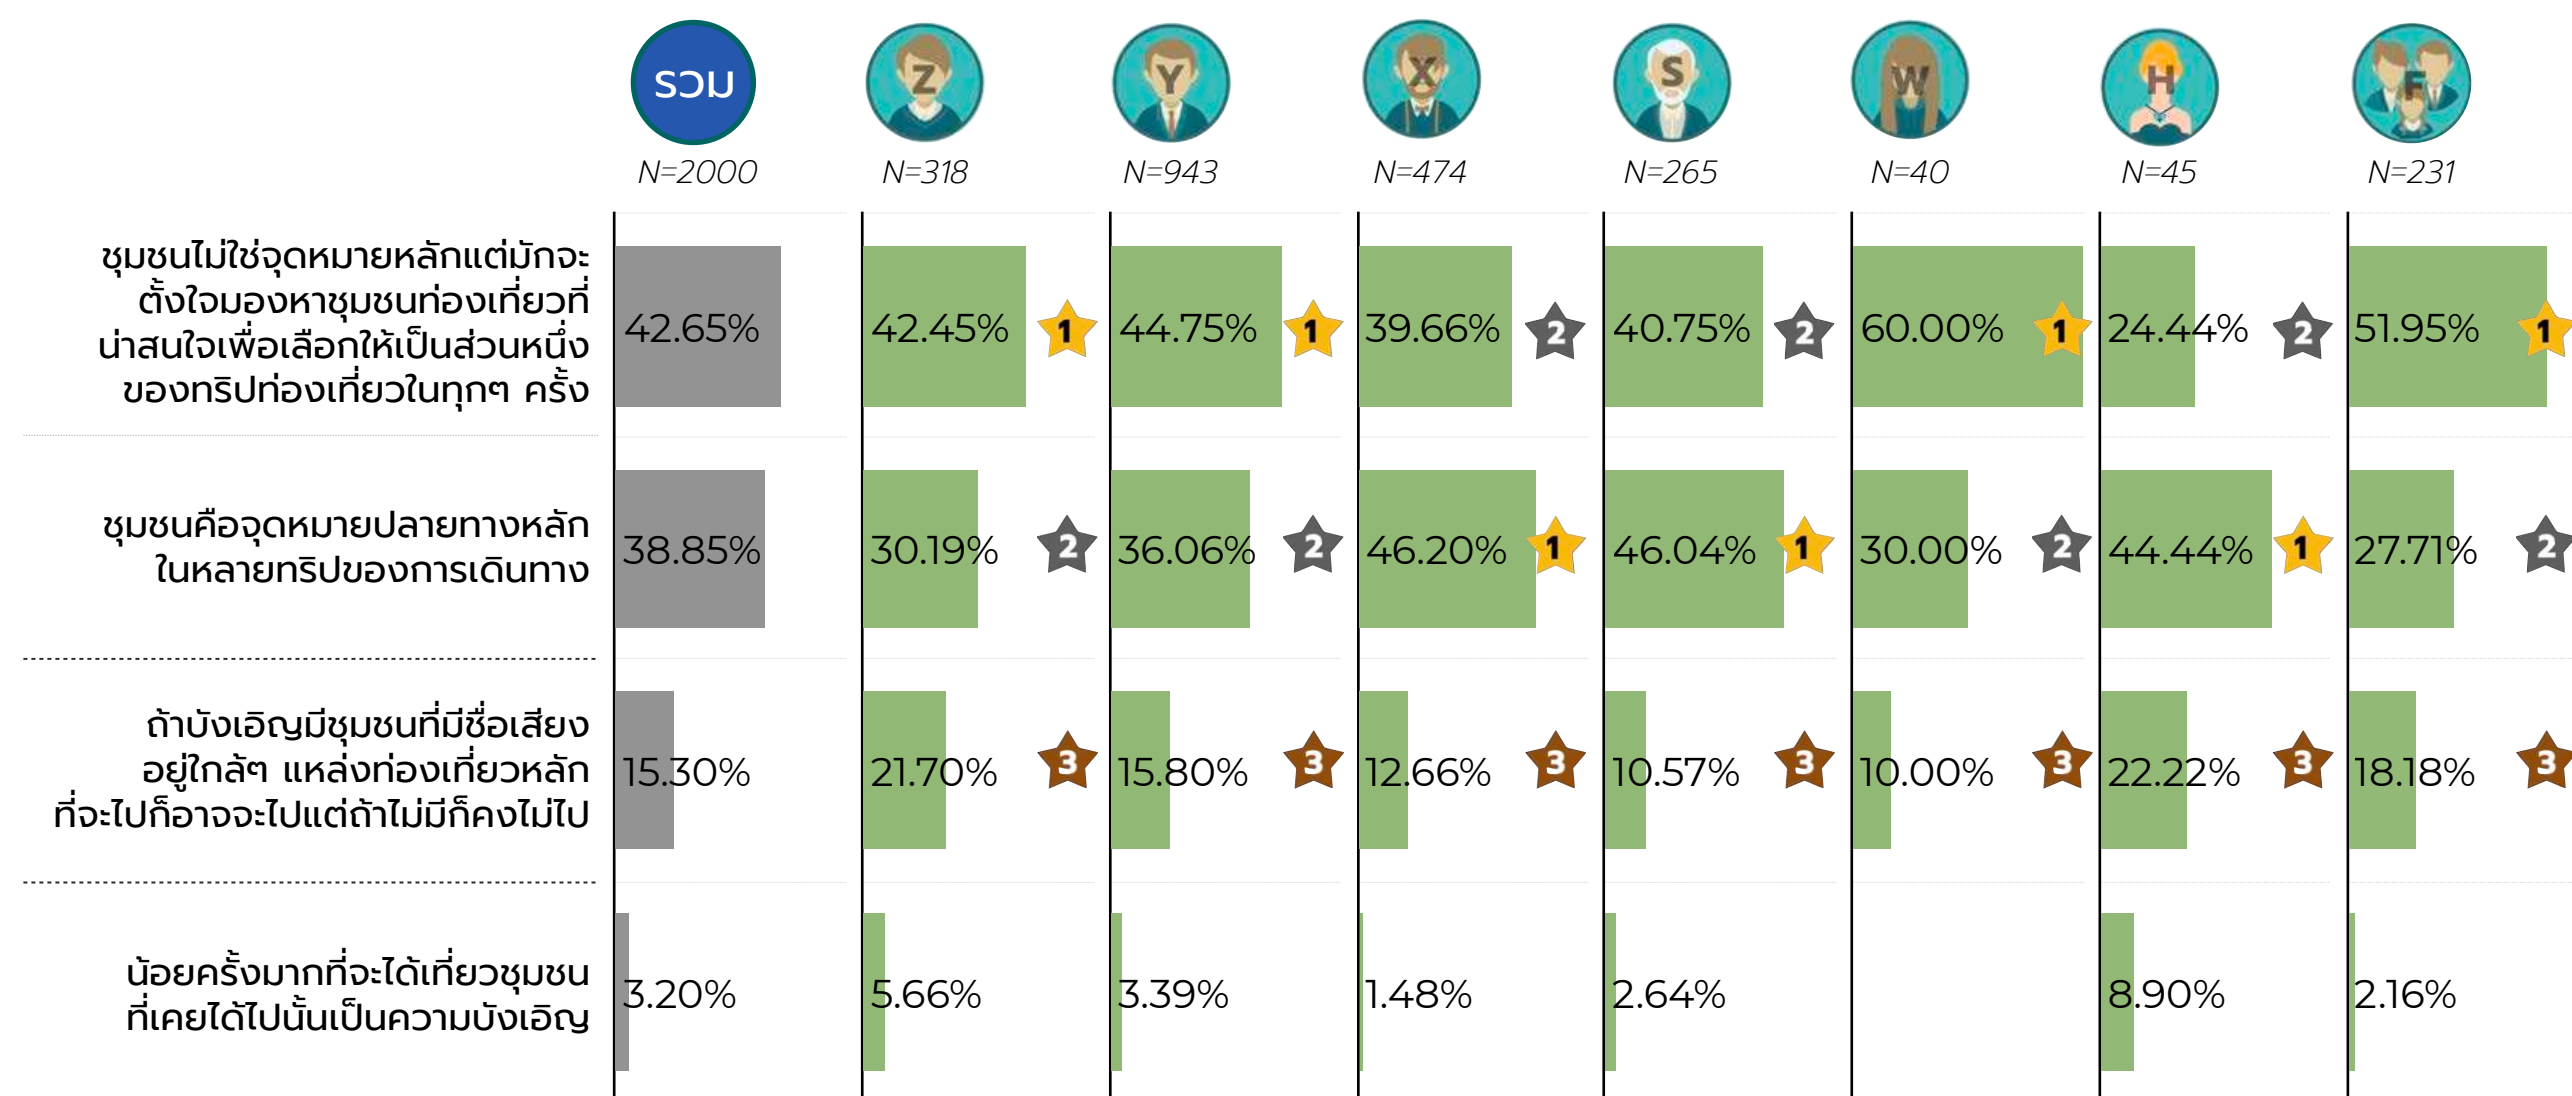 รวม Z Y X S W H F
N=2000 N=318 N=943 N=474 N=265 N=40 N=45 N=231
ชุมชนไม่ใช่จุดหมายหลักแต่มักจะ
ตั้งใจมองหาชุมชนท่องเที่ยวที่
น่าสนใจเพื่อเลือกให้เป็นส่วนหนึ่ง
ของทริปท่องเที่ยวในทุกๆ ครั้ง
42.65% 42.45% 1 44.75% 1 39.66% 2 40.75% 2 60.00% 1 24.44% 2 51.95% 1
ชุมชนคือจุดหมายปลายทางหลัก
ในหลายทริปของการเดินทาง
38.85% 30.19% 2 36.06% 2 46.20% 1 46.04% 1 30.00% 2 44.44% 1 27.71% 2
ถ้าบังเอิญมีชุมชนที่มีชื่อเสียง
อยู่ใกล้ๆ แหล่งท่องเที่ยวหลัก
ที่จะไปก็อาจจะไปแต่ถ้าไม่มีก็คงไม่ไป
15.30% 21.70% 3 15.80% 3 12.66% 3 10.57% 3 10.00% 3 22.22% 3 18.18% 3
น้อยครั้งมากที่จะได้เที่ยวชุมชน
ที่เคยได้ไปนั้นเป็นความบังเอิญ
3.20% 5.66% 3.39% 1.48% 2.64% 8.90% 2.16%